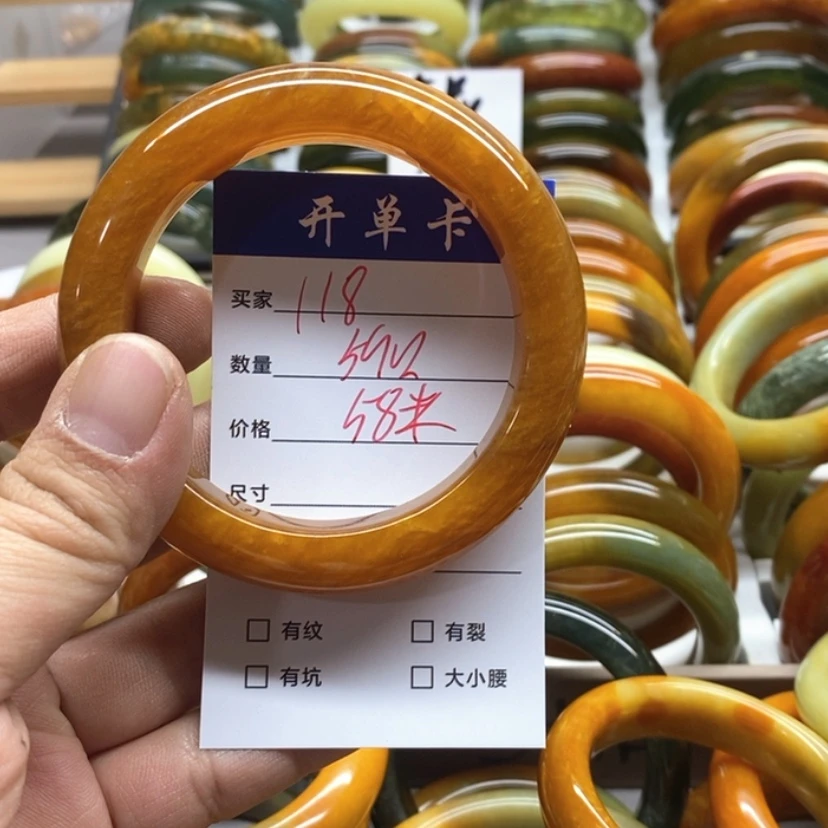 开单卡
买家 118
数量
价格 58米
尺寸
□ 有纹 □ 有裂
□ 有坑 □ 大小腰